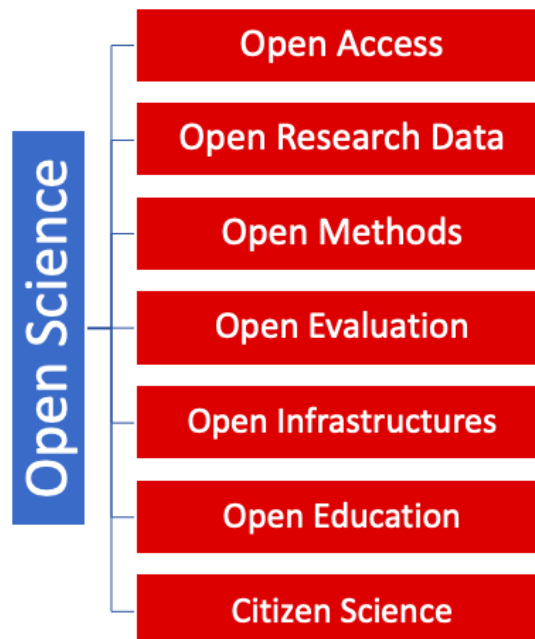 Open Science
Open Access
Open Research Data
Open Methods
Open Evaluation
Open Infrastructures
Open Education
Citizen Science